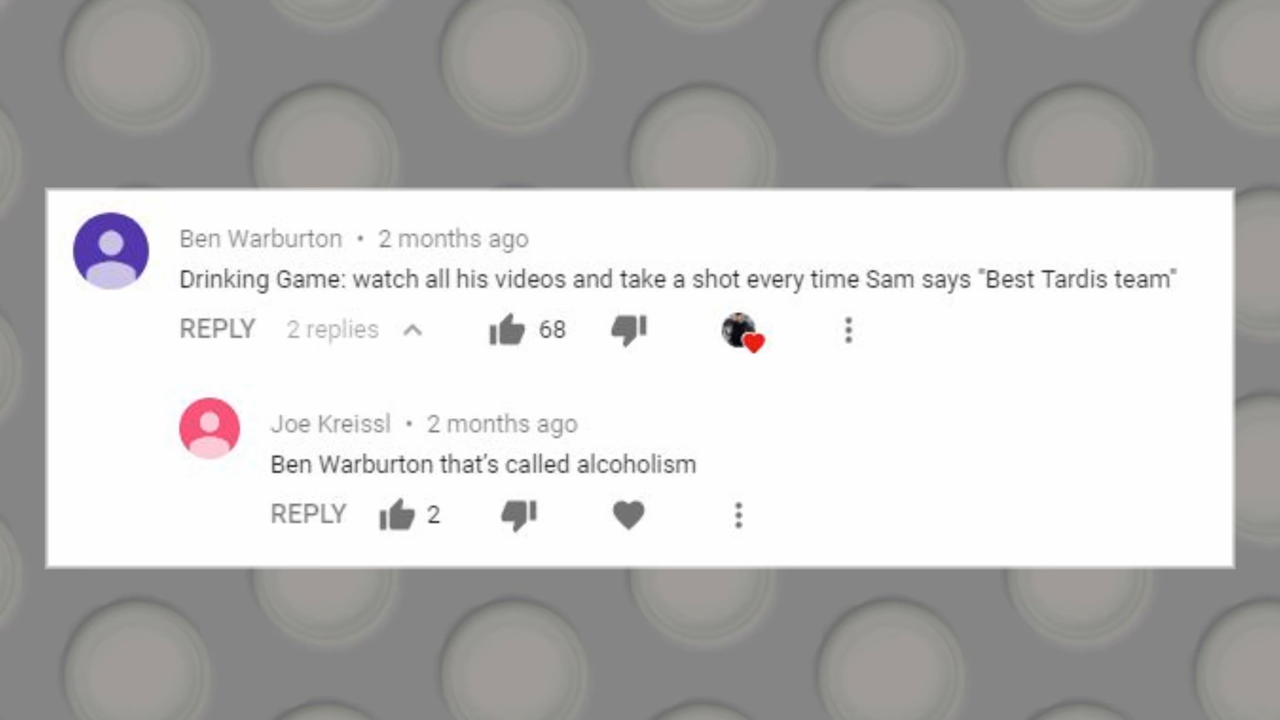 Ben Warburton • 2 months ago
Drinking Game: watch all his videos and take a shot every time Sam says "Best Tardis team"
REPLY 2 replies 68
Joe Kreissl • 2 months ago
Ben Warburton that's called alcoholism
REPLY 2